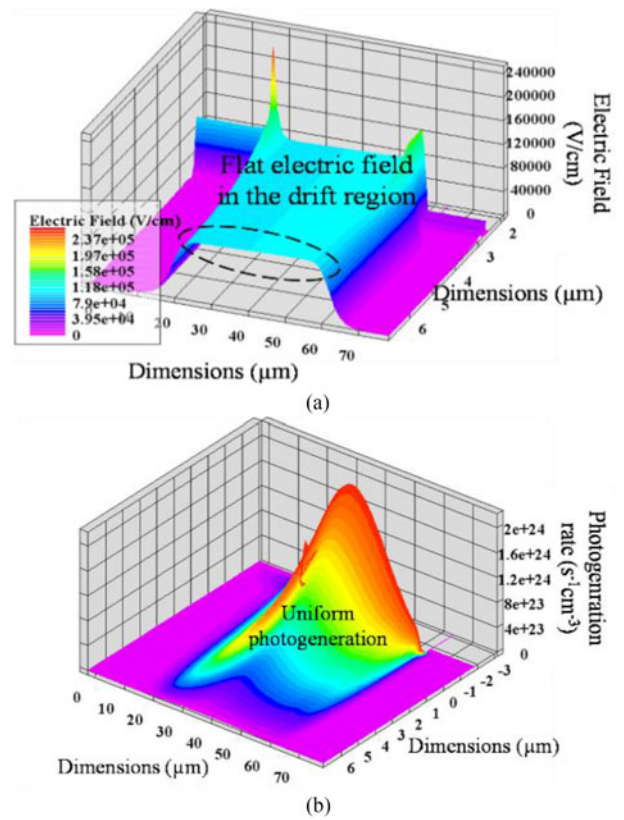 240000
200000
160000
120000
80000
40000
0
Electric Field
(V/cm)
Flat electric field
in the drift region
Electric Field (V/cm)
2.37e+05
1.97e+05
1.58e+05
1.18e+05
7.9e+04
3.95e+04
0
2
3
4
5
6
Dimensions (µm)
20 30 40 50 60 70
Dimensions (µm)
(a)
2e+24
1.6e+24
1.2e+24
8e+23
4e+23
0
Photogenration
rate (s⁻¹cm⁻³)
Uniform
photogeneration
-3
-2
-1
0
1
2
3
4
5
6
Dimensions (µm)
0 10 20 30 40 50 60 70
Dimensions (µm)
(b)